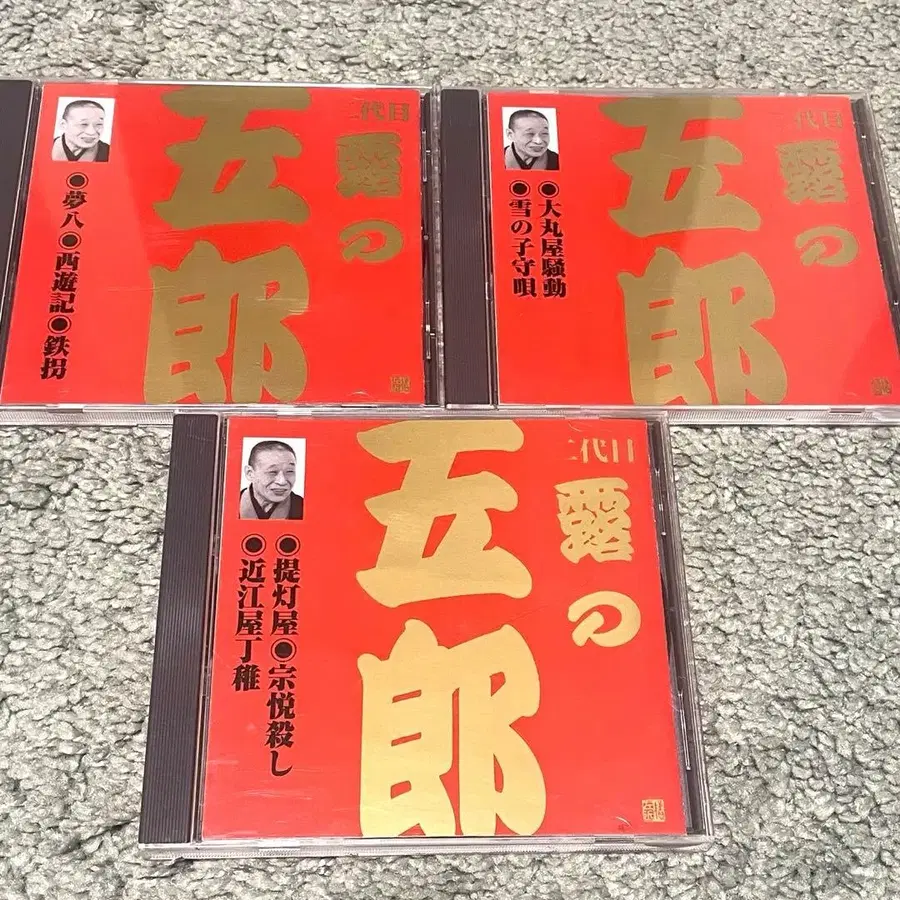 二代目
露の
五郎
●夢八●西遊記●鉄拐
二代目
露の
五郎
●大丸屋騒動
●雪の子守唄
二代目
露の
五郎
●提灯屋●宗悦殺し
●近江屋丁稚